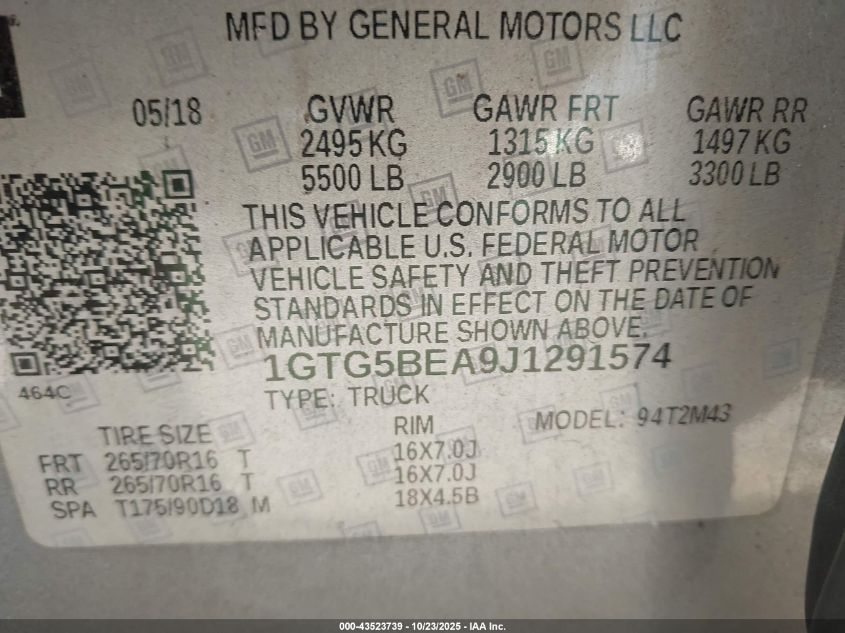 MFD BY GENERAL MOTORS LLC
05/18 GVWR GAWR FRT GAWR RR
2495 KG 1315 KG 1497 KG
5500 LB 2900 LB 3300 LB
THIS VEHICLE CONFORMS TO ALL
APPLICABLE U.S. FEDERAL MOTOR
VEHICLE SAFETY AND THEFT PREVENTION
STANDARDS IN EFFECT ON THE DATE OF
MANUFACTURE SHOWN ABOVE.
1GTG5BEA9J1291574
464C
TYPE: TRUCK
MODEL: 94T2M43
TIRE SIZE RIM
FRT 265/70R16 T 16X7.0J
RR 265/70R16 T 16X7.0J
SPA T175/90D18 M 18X4.5B
000-43523739 - 10/23/2025 - IAA Inc.